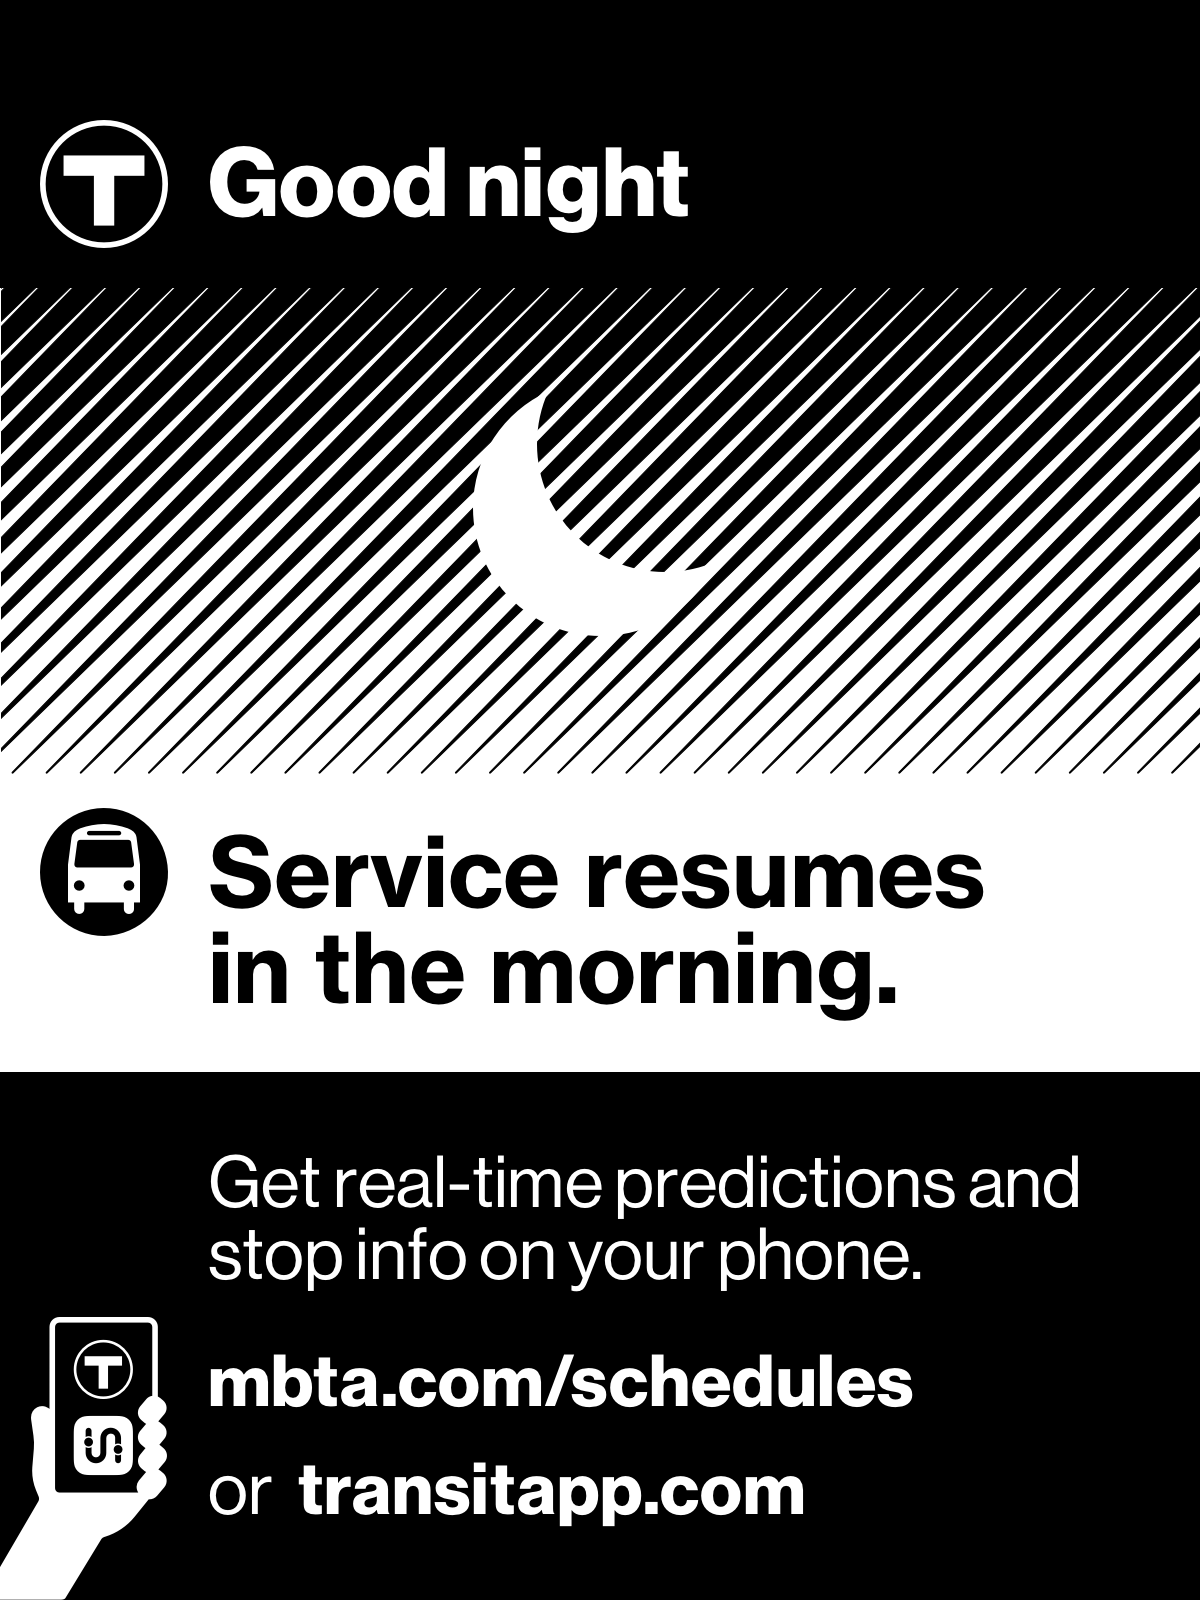 T Good night
Service resumes
in the morning.
Get real-time predictions and
stop info on your phone.
T
mbta.com/schedules
or transitapp.com